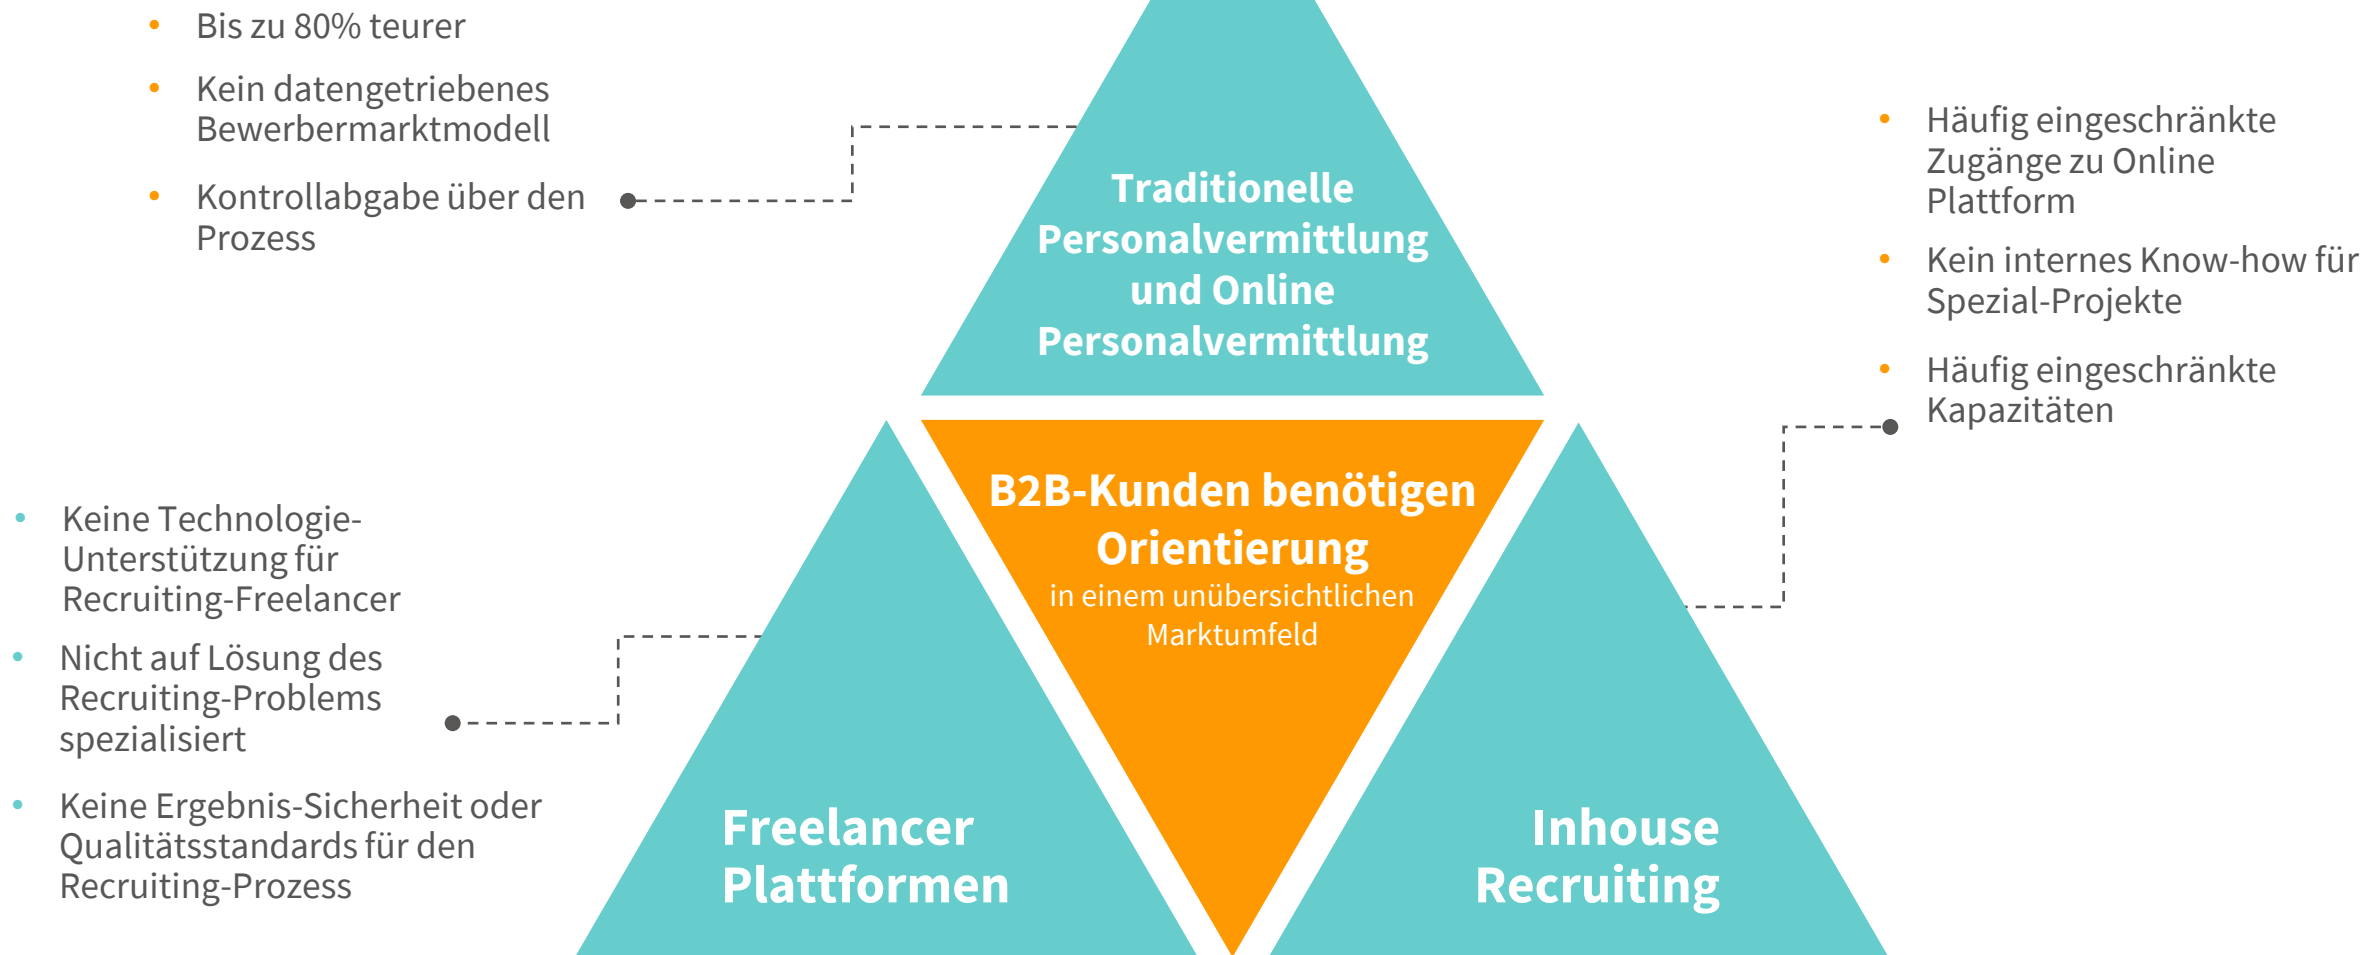 Bis zu 80% teurer
Kein datengetriebenes
Bewerbermarktmodell
Kontrollabgabe über den
Prozess
Traditionelle
Personalvermittlung
und Online
Personalvermittlung
Häufig eingeschränkte
Zugänge zu Online
Plattform
Kein internes Know-how für
Spezial-Projekte
Häufig eingeschränkte
Kapazitäten
B2B-Kunden benötigen
Orientierung
in einem unübersichtlichen
Marktumfeld
Keine Technologie-
Unterstützung für
Recruiting-Freelancer
Nicht auf Lösung des
Recruiting-Problems
spezialisiert
Keine Ergebnis-Sicherheit oder
Qualitätsstandards für den
Recruiting-Prozess
Freelancer
Plattformen
Inhouse
Recruiting